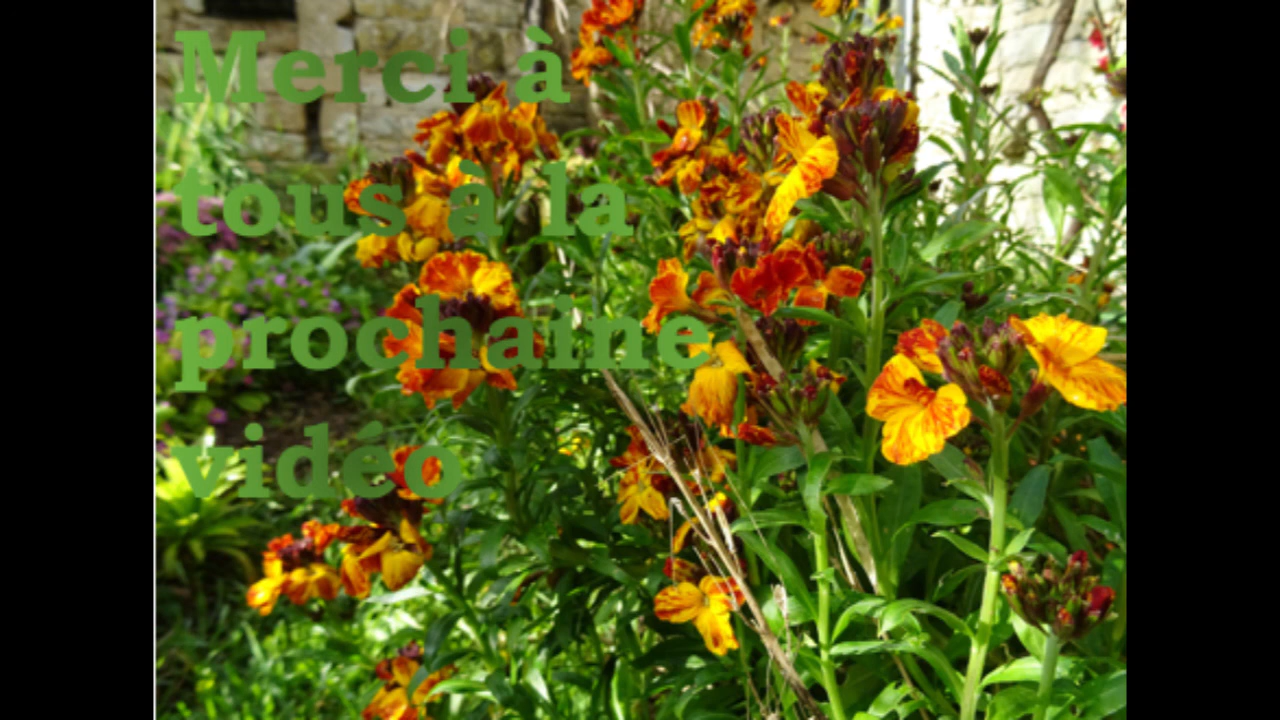 Merci à
tous à la
prochaine
vidéo